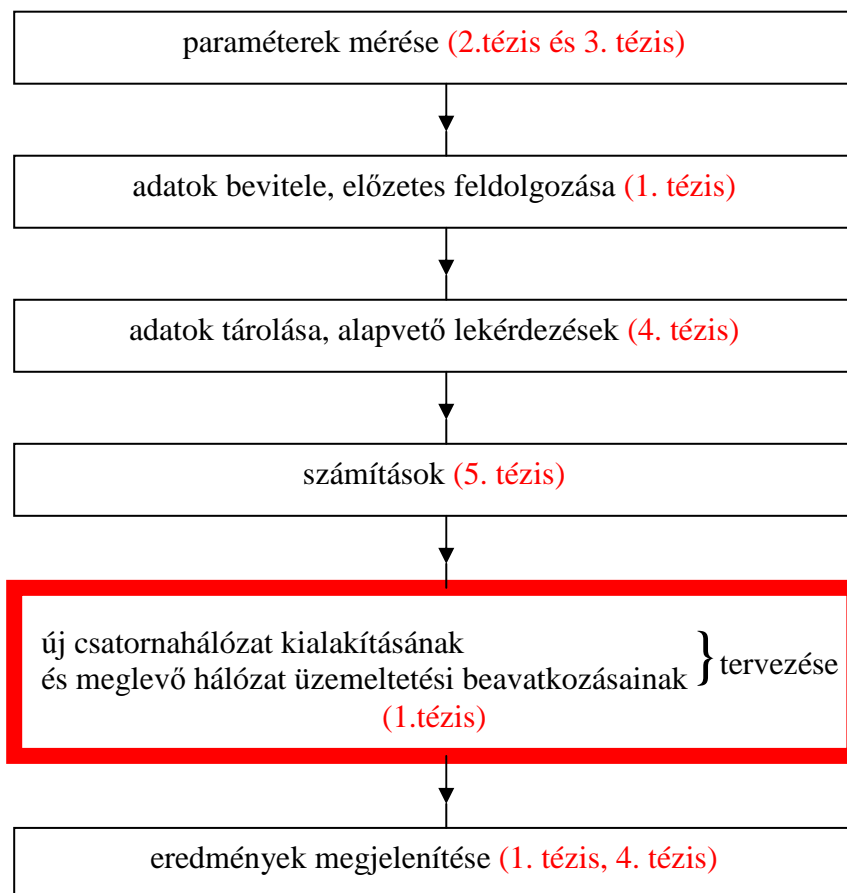 paraméterek mérése (2.tézis és 3. tézis)
adatok bevitele, előzetes feldolgozása (1. tézis)
adatok tárolása, alapvető lekérdezések (4. tézis)
számítások (5. tézis)
új csatornahálózat kialakításának
és meglevő hálózat üzemeltetési beavatkozásainak } tervezése
(1.tézis)
eredmények megjelenítése (1. tézis, 4. tézis)